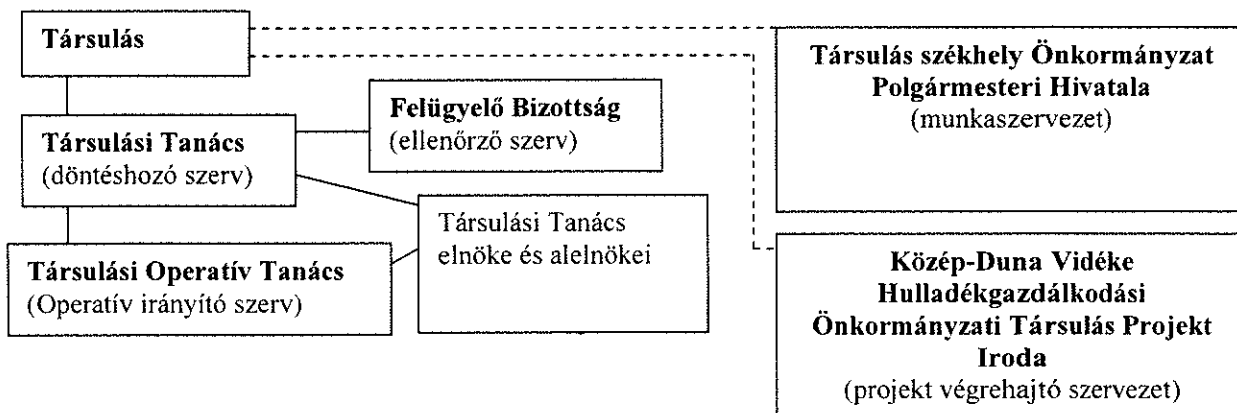 Társulás
Társulási Tanács
(döntéshozó szerv)
Társulási Operatív Tanács
(Operatív irányító szerv)
Felügyelő Bizottság
(ellenőrző szerv)
Társulási Tanács
elnöke és alelnökei
Társulás székhely Önkormányzat
Polgármesteri Hivatala
(munkaszervezet)
Közép-Duna Vidéke
Hulladékgazdálkodási
Önkormányzati Társulás Projekt
Iroda
(projekt végrehajtó szervezet)